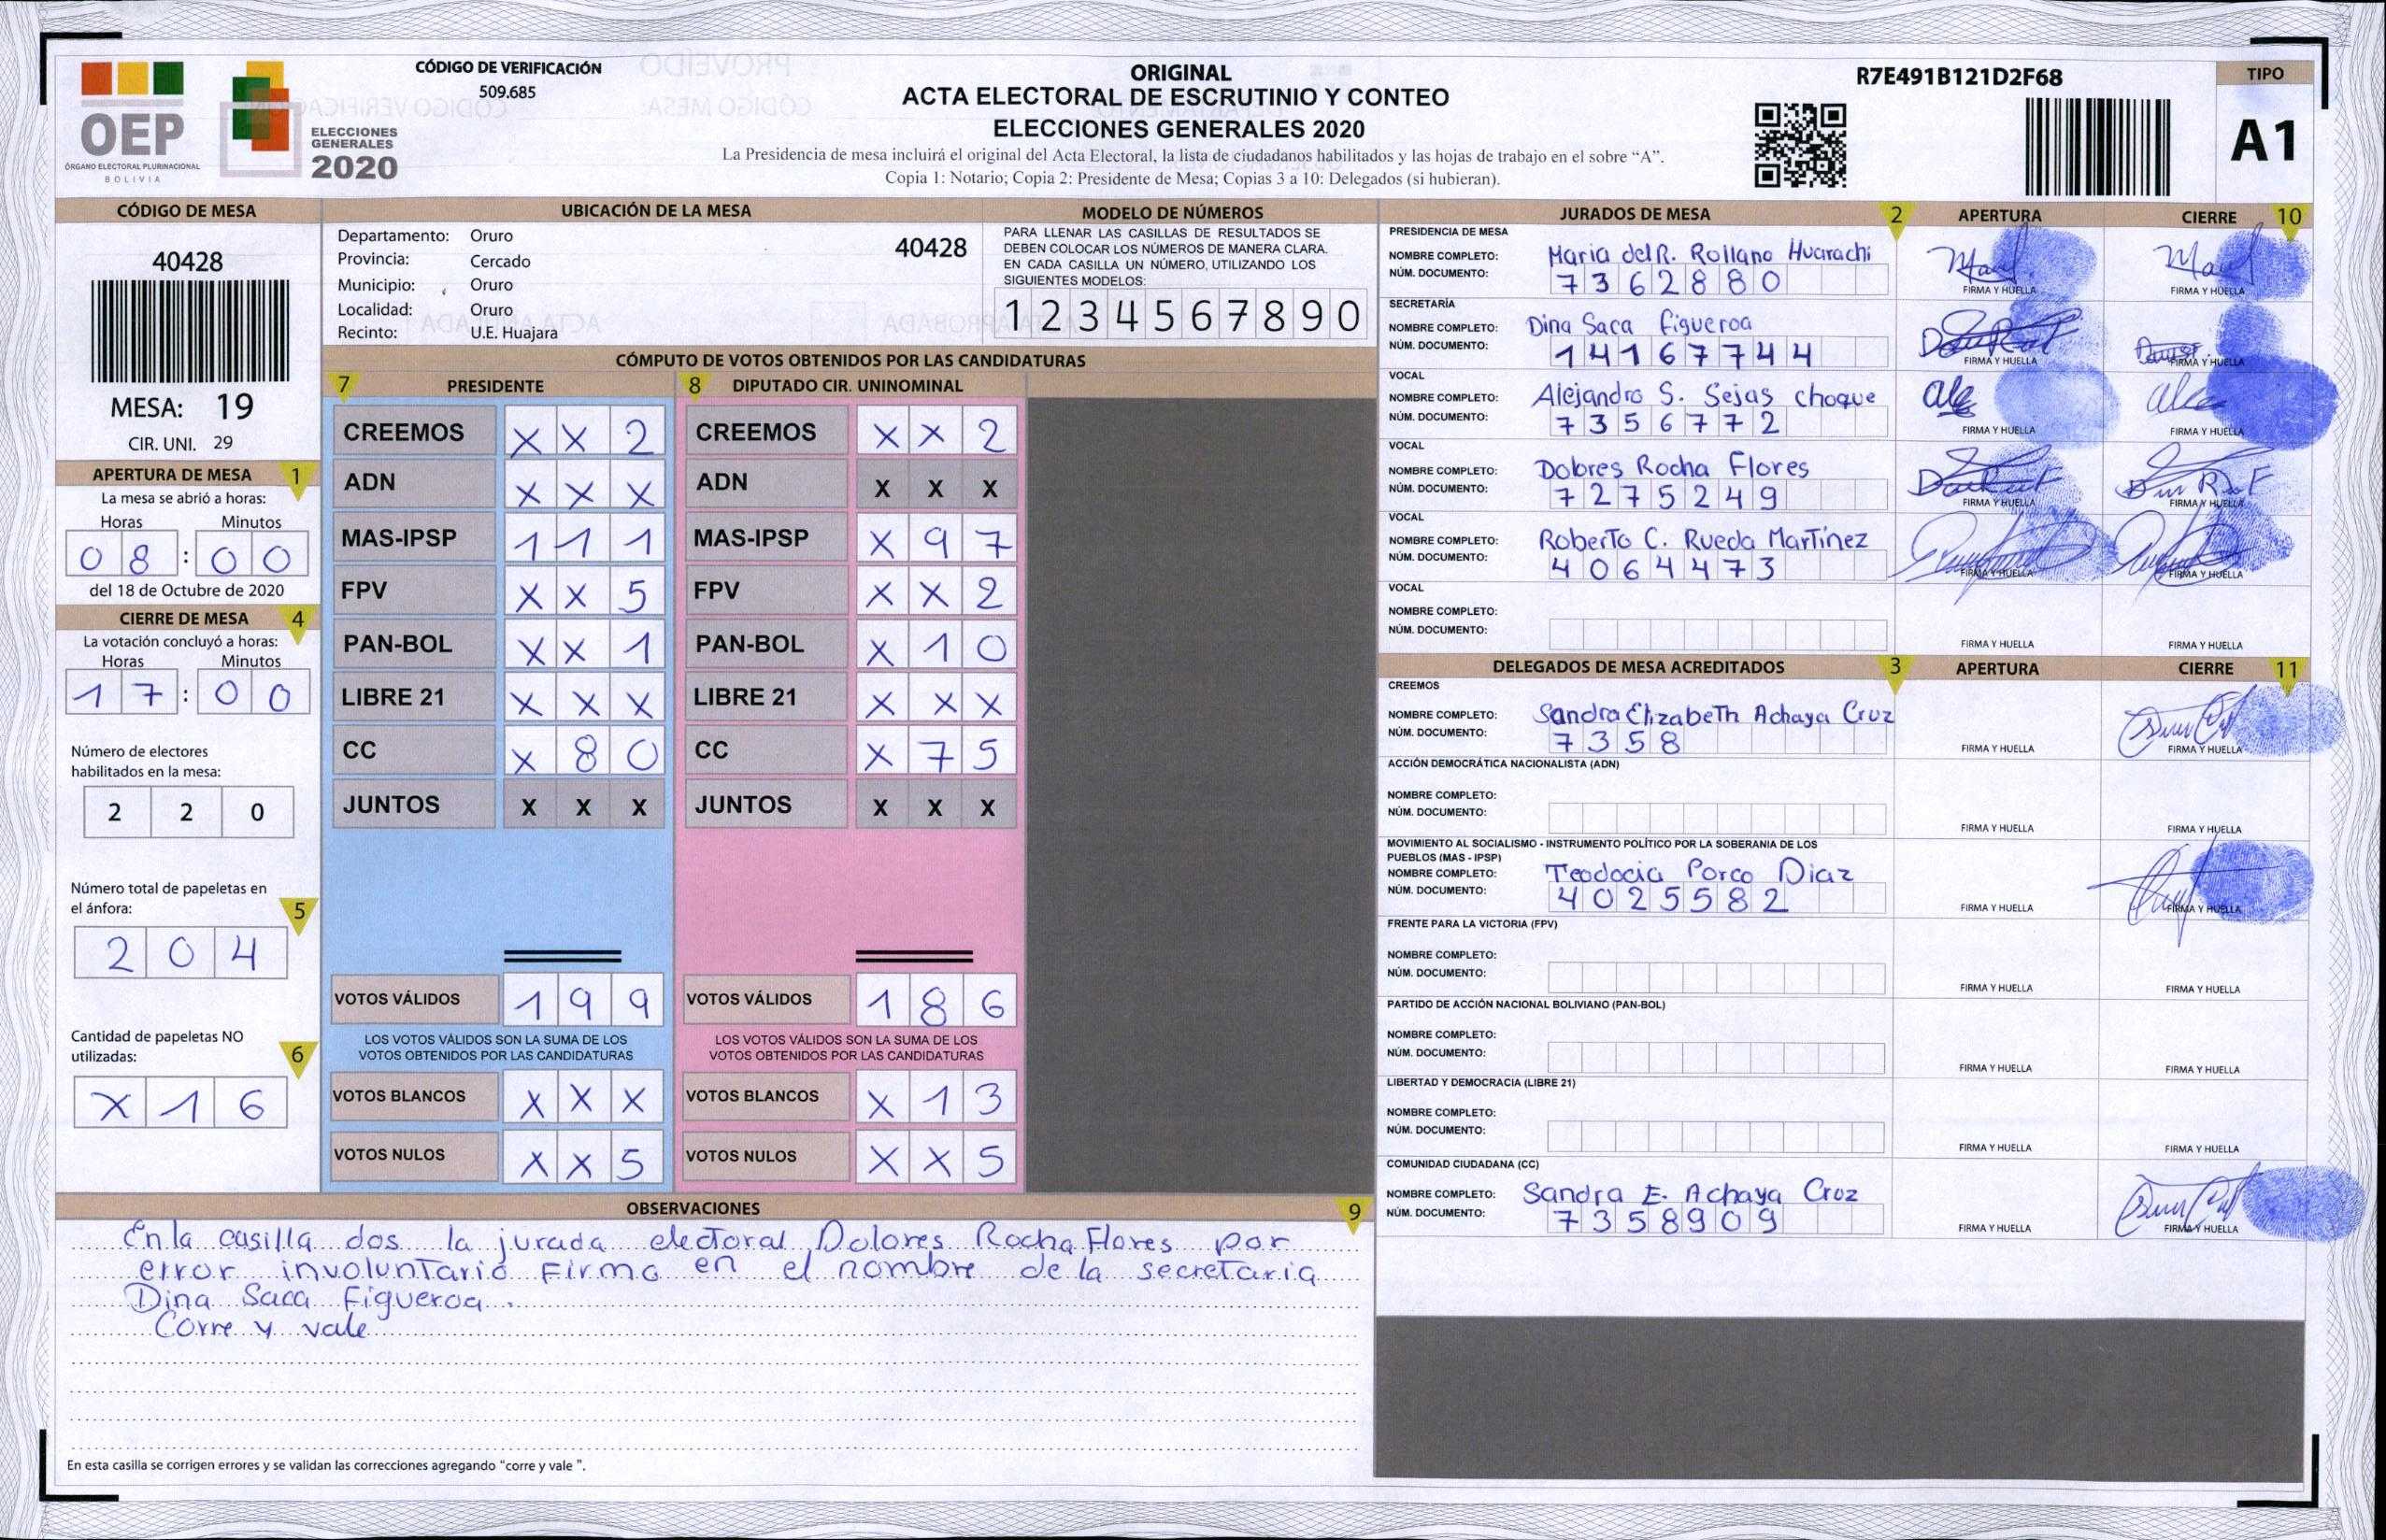 CÓDIGO DE VERIFICACIÓN
509.685
OEP
ÓRGANO ELECTORAL PLURINACIONAL
BOLIVIA
ELECCIONES
GENERALES
2020
ORIGINAL
ACTA ELECTORAL DE ESCRUTINIO Y CONTEO
ELECCIONES GENERALES 2020
La Presidencia de mesa incluirá el original del Acta Electoral, la lista de ciudadanos habilitados y las hojas de trabajo en el sobre “A”.
Copia 1: Notario; Copia 2: Presidente de Mesa; Copias 3 a 10: Delegados (si hubieran).
R7E491B121D2F68
TIPO
A1
CÓDIGO DE MESA
40428
MESA: 19
CIR. UNI. 29
APERTURA DE MESA 1
La mesa se abrió a horas:
Horas Minutos
0 8 : 0 0
del 18 de Octubre de 2020
CIERRE DE MESA 4
La votación concluyó a horas:
Horas Minutos
1 7 : 0 0
Número de electores
habilitados en la mesa:
2 2 0
Número total de papeletas en
el ánfora: 5
2 0 4
Cantidad de papeletas NO
utilizadas: 6
X 1 6
UBICACIÓN DE LA MESA
Departamento: Oruro
Provincia: Cercado
Municipio: Oruro
Localidad: Oruro
Recinto: U.E. Huajara
40428
MODELO DE NÚMEROS
PARA LLENAR LAS CASILLAS DE RESULTADOS SE
DEBEN COLOCAR LOS NÚMEROS DE MANERA CLARA.
EN CADA CASILLA UN NÚMERO, UTILIZANDO LOS
SIGUIENTES MODELOS:
1 2 3 4 5 6 7 8 9 0
CÓMPUTO DE VOTOS OBTENIDOS POR LAS CANDIDATURAS
7 PRESIDENTE 8 DIPUTADO CIR. UNINOMINAL
CREEMOS X X 2 CREEMOS X X 2
ADN X X X ADN X X X
MAS-IPSP 1 1 1 MAS-IPSP X 9 7
FPV X X 5 FPV X X 2
PAN-BOL X X 1 PAN-BOL X 1 0
LIBRE 21 X X X LIBRE 21 X X X
CC X 8 0 CC X 7 5
JUNTOS X X X JUNTOS X X X
VOTOS VÁLIDOS 1 9 9 VOTOS VÁLIDOS 1 8 6
LOS VOTOS VÁLIDOS SON LA SUMA DE LOS LOS VOTOS VÁLIDOS SON LA SUMA DE LOS
VOTOS OBTENIDOS POR LAS CANDIDATURAS VOTOS OBTENIDOS POR LAS CANDIDATURAS
VOTOS BLANCOS X X X VOTOS BLANCOS X 1 3
VOTOS NULOS X X 5 VOTOS NULOS X X 5
OBSERVACIONES 9
En la casilla dos la jurada electoral Dolores Rocha Flores por
error involuntario Firmo en el nombre de la secretaria
Dina Saca Figueroa.
Corre y vale
En esta casilla se corrigen errores y se validan las correcciones agregando “corre y vale ”.
JURADOS DE MESA 2 APERTURA CIERRE 10
PRESIDENCIA DE MESA
NOMBRE COMPLETO: Maria del R. Rollano Huarachi
NÚM. DOCUMENTO: 7 3 6 2 8 8 0
FIRMA Y HUELLA FIRMA Y HUELLA
SECRETARÍA
NOMBRE COMPLETO: Dina Saca Figueroa
NÚM. DOCUMENTO: 1 4 1 6 7 7 4 4
FIRMA Y HUELLA FIRMA Y HUELLA
VOCAL
NOMBRE COMPLETO: Alejandro S. Sejas choque
NÚM. DOCUMENTO: 7 3 5 6 7 7 2
FIRMA Y HUELLA FIRMA Y HUELLA
VOCAL
NOMBRE COMPLETO: Dolores Rocha Flores
NÚM. DOCUMENTO: 7 2 7 5 2 4 9
FIRMA Y HUELLA FIRMA Y HUELLA
VOCAL
NOMBRE COMPLETO: Roberto C. Rueda Martínez
NÚM. DOCUMENTO: 4 0 6 4 4 7 3
FIRMA Y HUELLA FIRMA Y HUELLA
VOCAL
NOMBRE COMPLETO:
NÚM. DOCUMENTO:
FIRMA Y HUELLA FIRMA Y HUELLA
DELEGADOS DE MESA ACREDITADOS 3 APERTURA CIERRE 11
CREEMOS
NOMBRE COMPLETO: Sandra Elizabeth Achaya Cruz
NÚM. DOCUMENTO: 7 3 5 8
FIRMA Y HUELLA FIRMA Y HUELLA
ACCIÓN DEMOCRÁTICA NACIONALISTA (ADN)
NOMBRE COMPLETO:
NÚM. DOCUMENTO:
FIRMA Y HUELLA FIRMA Y HUELLA
MOVIMIENTO AL SOCIALISMO - INSTRUMENTO POLÍTICO POR LA SOBERANIA DE LOS
PUEBLOS (MAS - IPSP)
NOMBRE COMPLETO: Teodocia Porco Diaz
NÚM. DOCUMENTO: 4 0 2 5 5 8 2
FIRMA Y HUELLA FIRMA Y HUELLA
FRENTE PARA LA VICTORIA (FPV)
NOMBRE COMPLETO:
NÚM. DOCUMENTO:
FIRMA Y HUELLA FIRMA Y HUELLA
PARTIDO DE ACCIÓN NACIONAL BOLIVIANO (PAN-BOL)
NOMBRE COMPLETO:
NÚM. DOCUMENTO:
FIRMA Y HUELLA FIRMA Y HUELLA
LIBERTAD Y DEMOCRACIA (LIBRE 21)
NOMBRE COMPLETO:
NÚM. DOCUMENTO:
FIRMA Y HUELLA FIRMA Y HUELLA
COMUNIDAD CIUDADANA (CC)
NOMBRE COMPLETO: Sandra E. Achaya Cruz
NÚM. DOCUMENTO: 7 3 5 8 9 0 9
FIRMA Y HUELLA FIRMA Y HUELLA